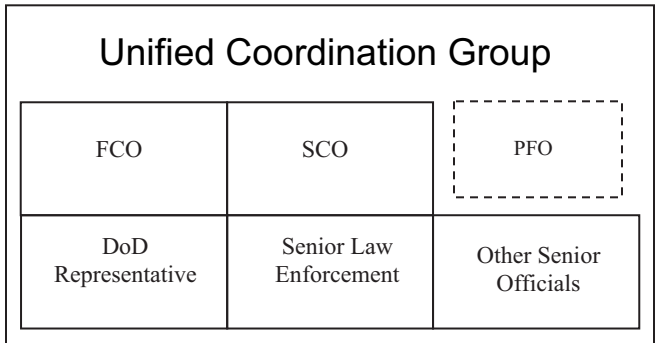 Unified Coordination Group
FCO
SCO
PFO
DoD
Representative
Senior Law
Enforcement
Other Senior
Officials